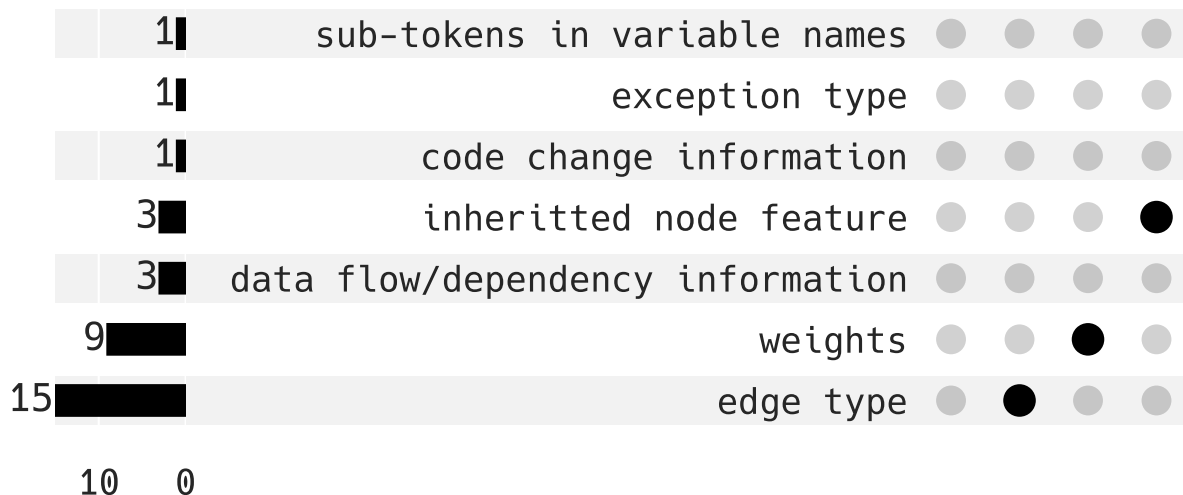 1 sub-tokens in variable names
1 exception type
1 code change information
3 inheritted node feature
3 data flow/dependency information
9 weights
15 edge type
10 0